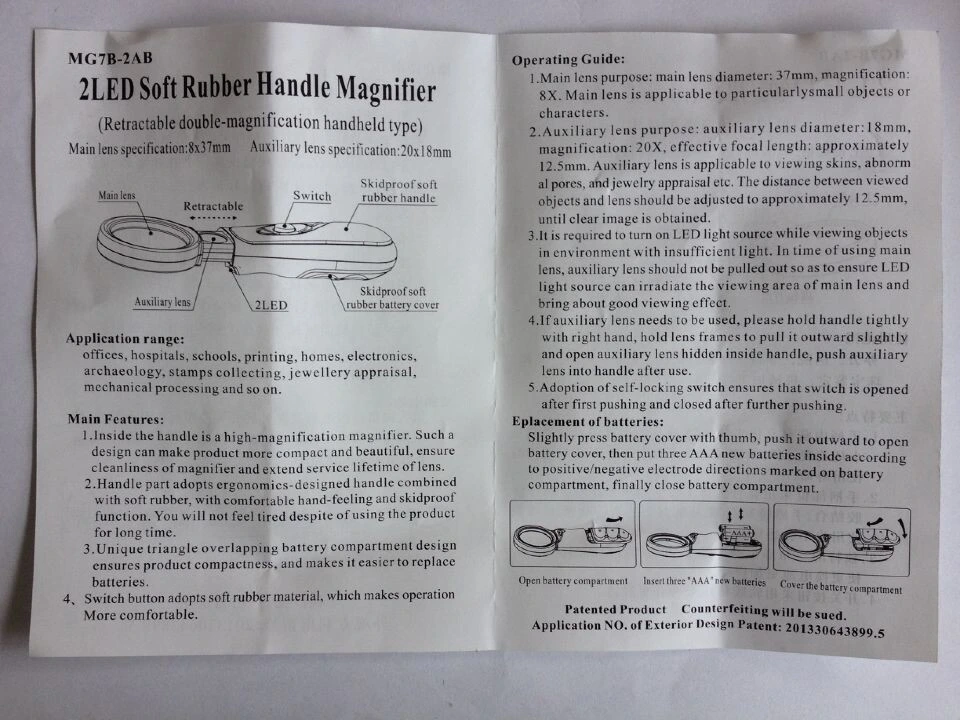 MG7B-2AB
2LED Soft Rubber Handle Magnifier
(Retractable double-magnification handheld type)
Main lens specification:8x37mm Auxiliary lens specification:20x18mm
Main lens
Retractable
Switch
Skidproof soft
rubber handle
Auxiliary lens
2LED
Skidproof soft
rubber battery cover
Application range:
offices, hospitals, schools, printing, homes, electronics,
archaeology, stamps collecting, jewellery appraisal,
mechanical processing and so on.
Main Features:
1.Inside the handle is a high-magnification magnifier. Such a
design can make product more compact and beautiful, ensure
cleanliness of magnifier and extend service lifetime of lens.
2.Handle part adopts ergonomics-designed handle combined
with soft rubber, with comfortable hand-feeling and skidproof
function. You will not feel tired despite of using the product
for long time.
3.Unique triangle overlapping battery compartment design
ensures product compactness, and makes it easier to replace
batteries.
4、Switch button adopts soft rubber material, which makes operation
More comfortable.
Operating Guide:
1.Main lens purpose: main lens diameter: 37mm, magnification:
8X. Main lens is applicable to particularlysmall objects or
characters.
2.Auxiliary lens purpose: auxiliary lens diameter:18mm,
magnification: 20X, effective focal length: approximately
12.5mm. Auxiliary lens is applicable to viewing skins, abnorm
al pores, and jewelry appraisal etc. The distance between viewed
objects and lens should be adjusted to approximately 12.5mm,
until clear image is obtained.
3.It is required to turn on LED light source while viewing objects
in environment with insufficient light. In time of using main
lens, auxiliary lens should not be pulled out so as to ensure LED
light source can irradiate the viewing area of main lens and
bring about good viewing effect.
4.If auxiliary lens needs to be used, please hold handle tightly
with right hand, hold lens frames to pull it outward slightly
and open auxiliary lens hidden inside handle, push auxiliary
lens into handle after use.
5.Adoption of self-locking switch ensures that switch is opened
after first pushing and closed after further pushing.
Eplacement of batteries:
Slightly press battery cover with thumb, push it outward to open
battery cover, then put three AAA new batteries inside according
to positive/negative electrode directions marked on battery
compartment, finally close battery compartment.
AAA+
Open battery compartment
Insert three "AAA" new batteries
Cover the battery compartment
Patented Product Counterfeiting will be sued.
Application NO. of Exterior Design Patent: 201330643899.5